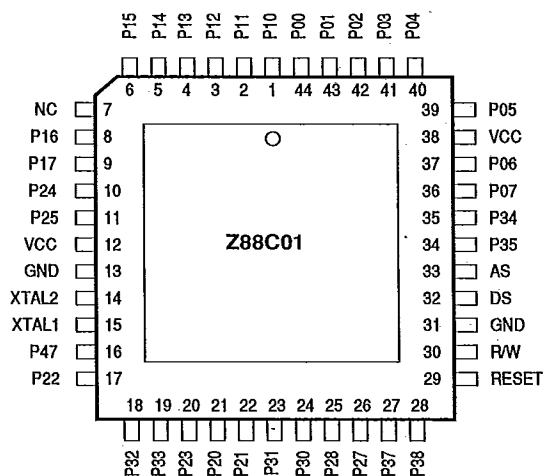 P15 P14 P13 P12 P11 P10 P00 P01 P02 P03 P04
6 5 4 3 2 1 44 43 42 41 40
NC 7 39 P05
P16 8 38 VCC
P17 9 37 P06
P24 10 36 P07
P25 11 35 P34
VCC 12 Z88C01 34 P35
GND 13 33 AS
XTAL2 14 32 DS
XTAL1 15 31 GND
P47 16 30 R/W
P22 17 29 RESET
18 19 20 21 22 23 24 25 26 27 28
P32 P33 P23 P20 P21 P31 P30 P28 P27 P37 P38